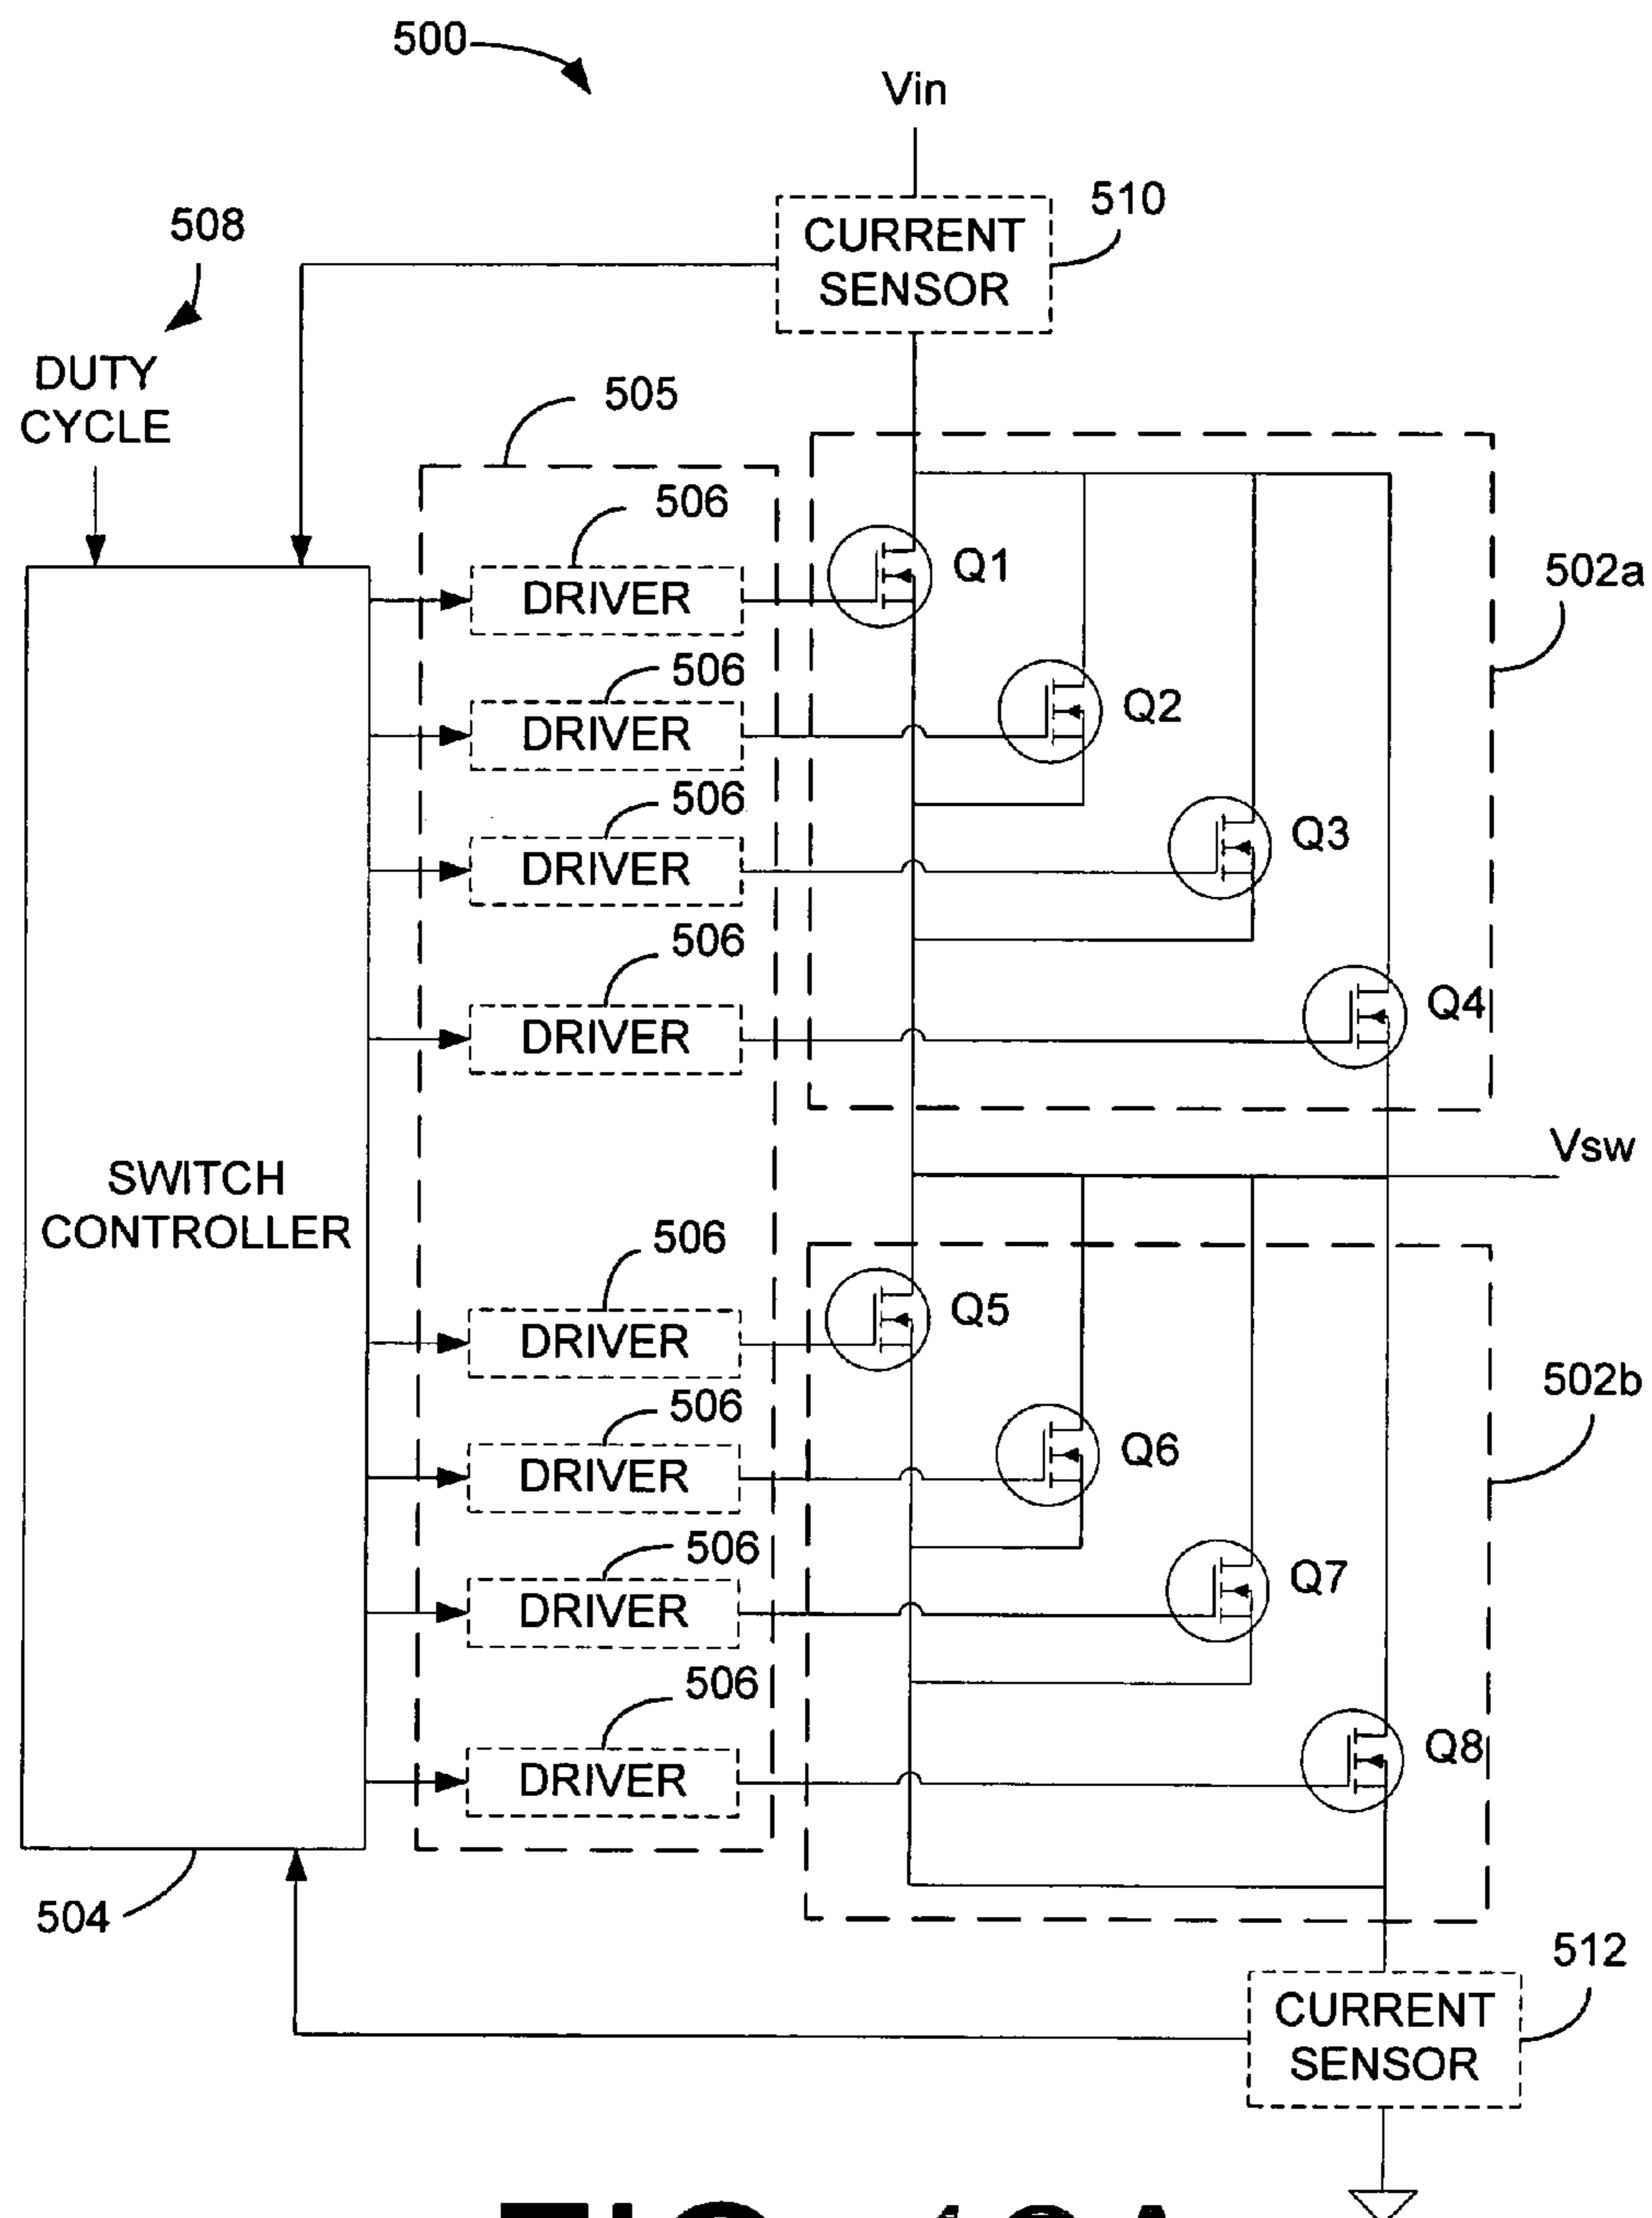 500
Vin
510
508
CURRENT
SENSOR
DUTY
CYCLE
505
506
DRIVER
Q1
502a
506
DRIVER
Q2
506
DRIVER
Q3
506
DRIVER
Q4
Vsw
SWITCH
CONTROLLER
506
DRIVER
Q5
502b
506
DRIVER
Q6
506
DRIVER
Q7
506
DRIVER
Q8
504
512
CURRENT
SENSOR